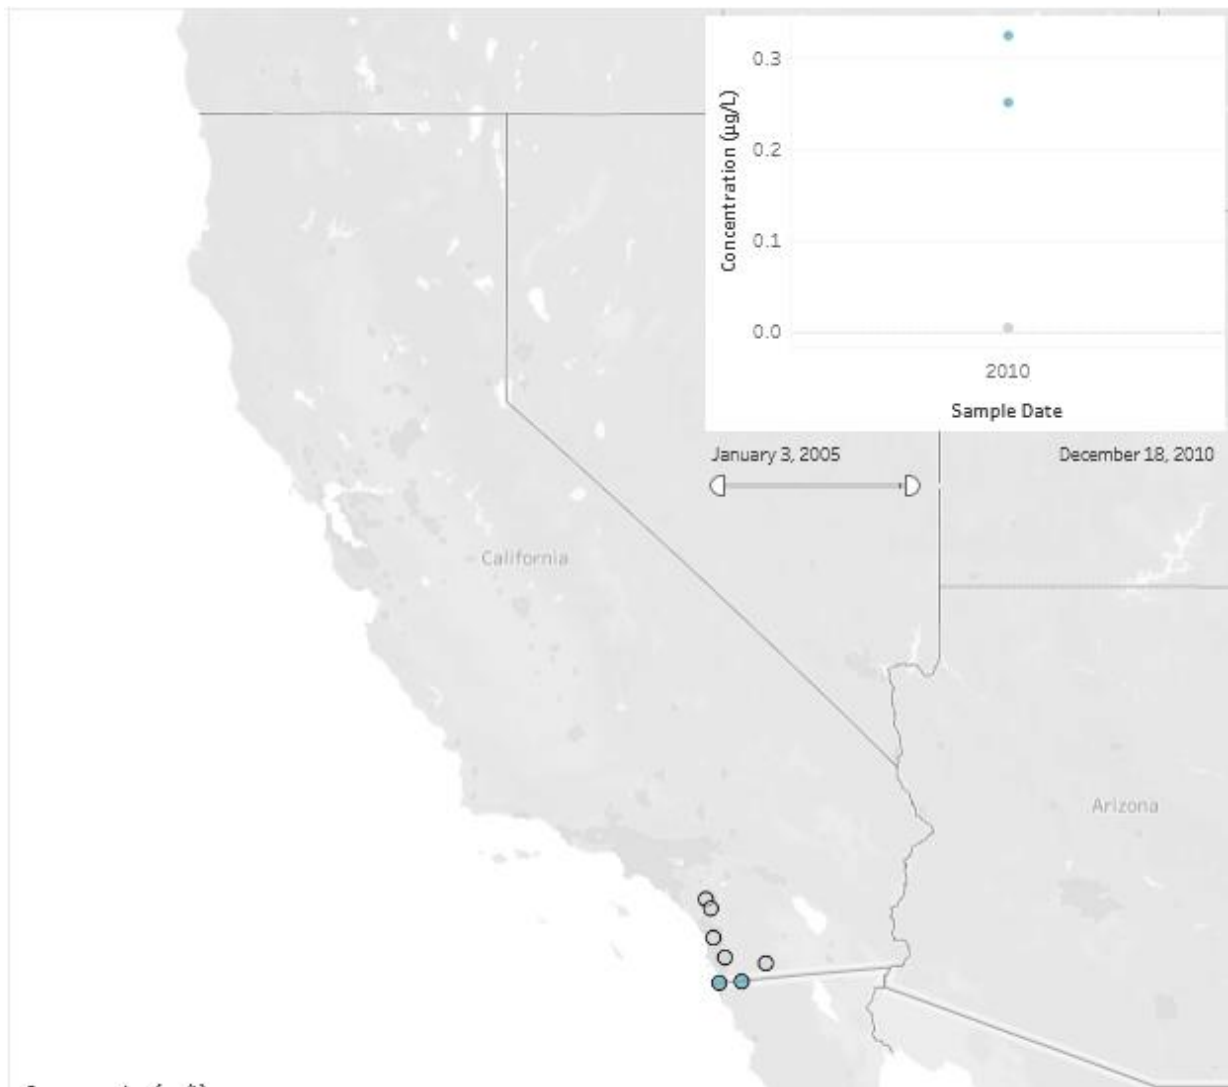 0.3
0.2
0.1
0.0
Concentration (µg/L)
2010
Sample Date
January 3, 2005
December 18, 2010
California
Arizona